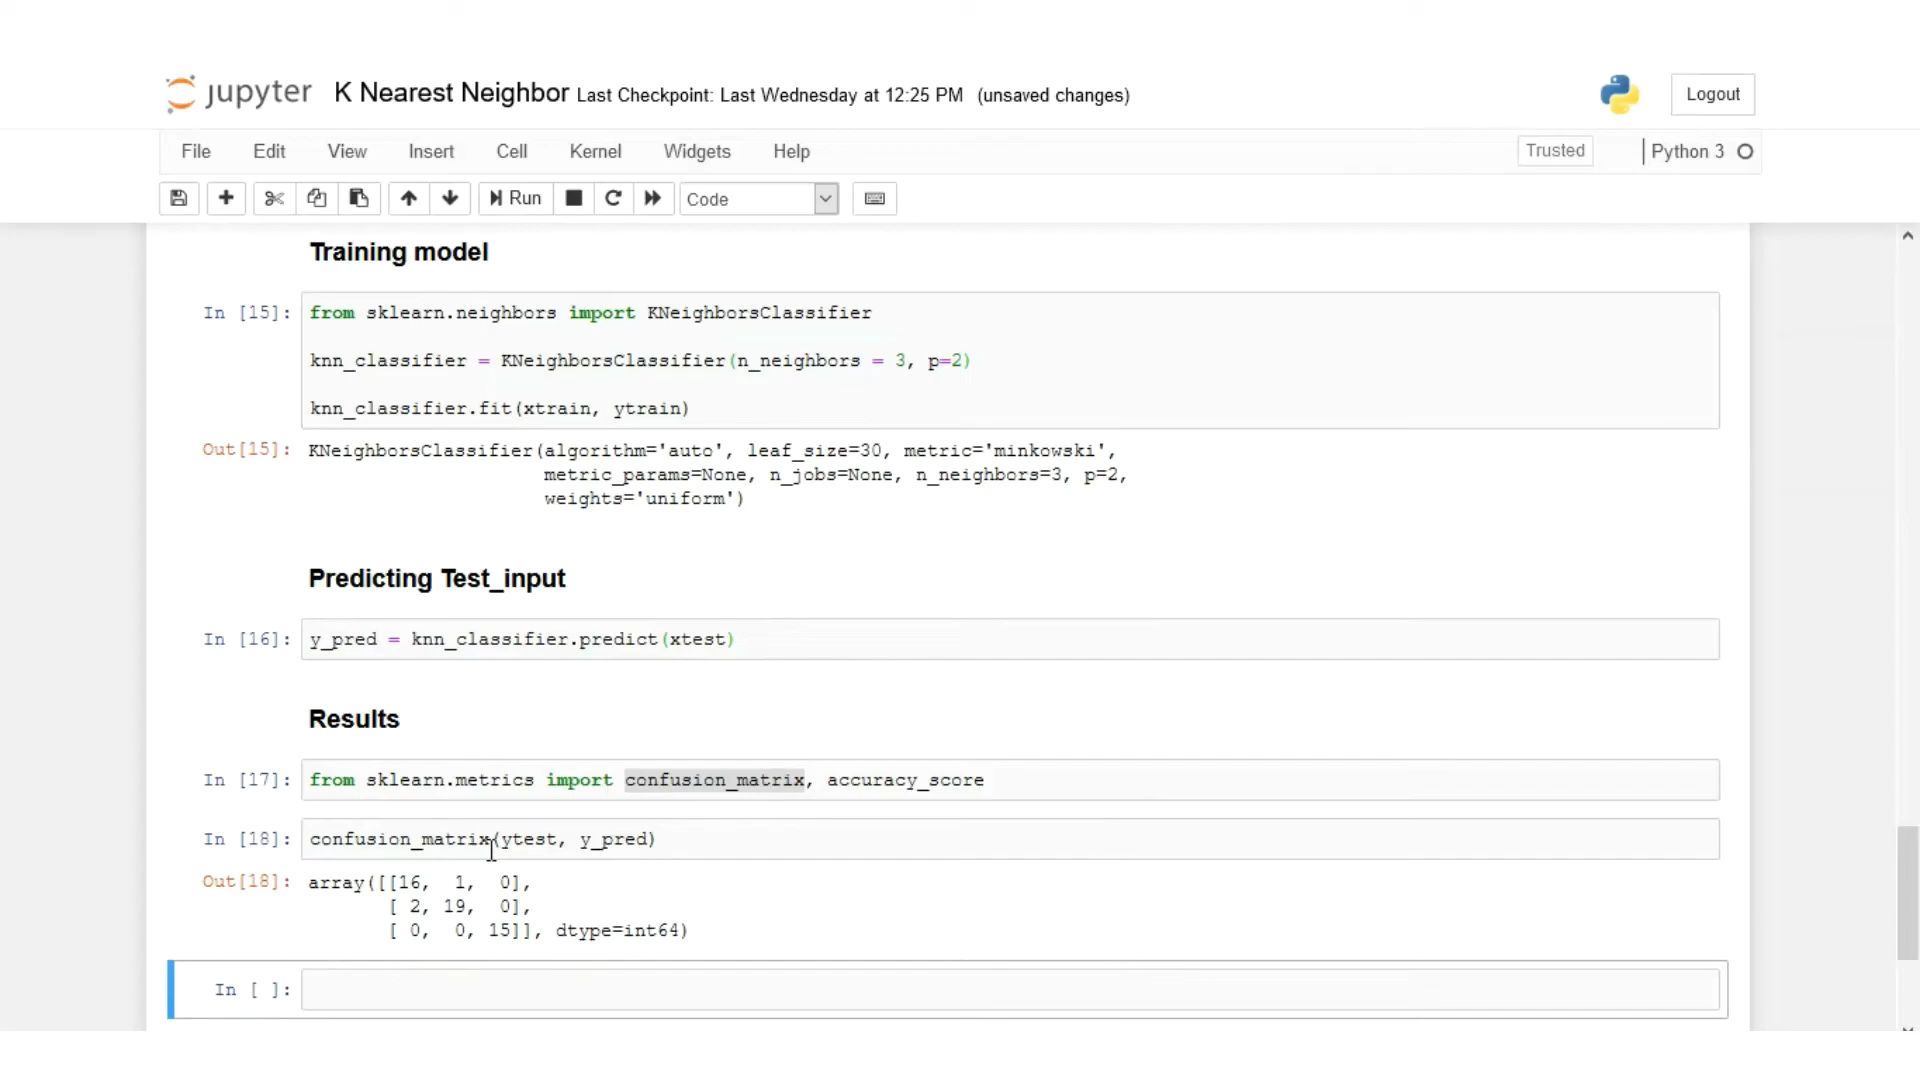 jupyter K Nearest Neighbor Last Checkpoint: Last Wednesday at 12:25 PM (unsaved changes) Logout
File Edit View Insert Cell Kernel Widgets Help Trusted Python 3
Run Code
Training model
In [15]: from sklearn.neighbors import KNeighborsClassifier
knn_classifier = KNeighborsClassifier(n_neighbors = 3, p=2)
knn_classifier.fit(xtrain, ytrain)
Out[15]: KNeighborsClassifier(algorithm='auto', leaf_size=30, metric='minkowski',
metric_params=None, n_jobs=None, n_neighbors=3, p=2,
weights='uniform')
Predicting Test_input
In [16]: y_pred = knn_classifier.predict(xtest)
Results
In [17]: from sklearn.metrics import confusion_matrix, accuracy_score
In [18]: confusion_matrix(ytest, y_pred)
Out[18]: array([[16, 1, 0],
[ 2, 19, 0],
[ 0, 0, 15]], dtype=int64)
In [ ]: